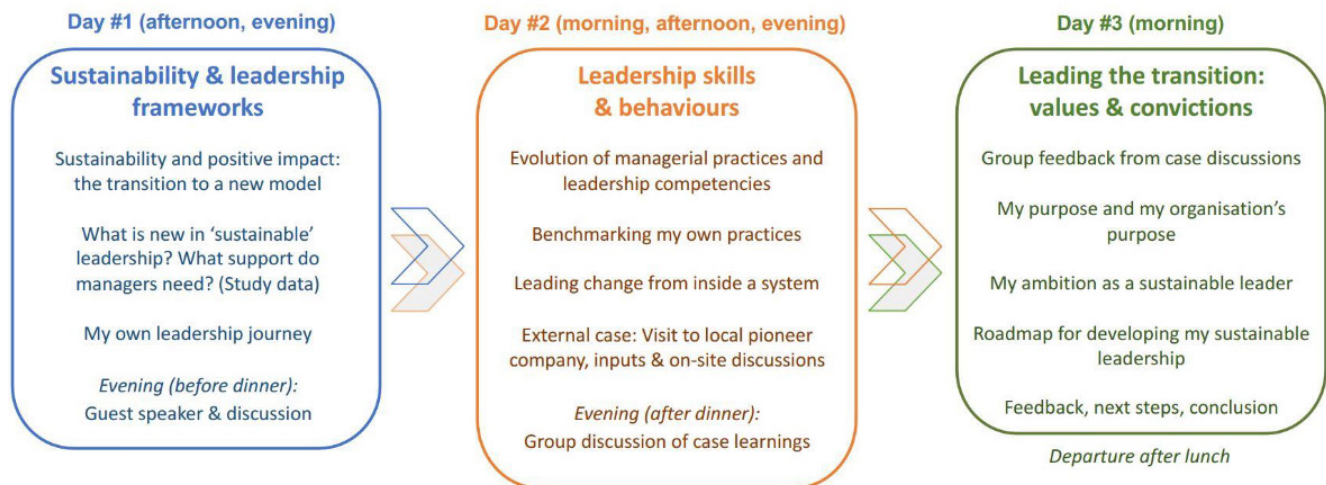 Day #1 (afternoon, evening)
Sustainability & leadership
frameworks
Sustainability and positive impact:
the transition to a new model
What is new in ‘sustainable’
leadership? What support do
managers need? (Study data)
My own leadership journey
Evening (before dinner):
Guest speaker & discussion
Day #2 (morning, afternoon, evening)
Leadership skills
& behaviours
Evolution of managerial practices and
leadership competencies
Benchmarking my own practices
Leading change from inside a system
External case: Visit to local pioneer
company, inputs & on-site discussions
Evening (after dinner):
Group discussion of case learnings
Day #3 (morning)
Leading the transition:
values & convictions
Group feedback from case discussions
My purpose and my organisation’s
purpose
My ambition as a sustainable leader
Roadmap for developing my sustainable
leadership
Feedback, next steps, conclusion
Departure after lunch